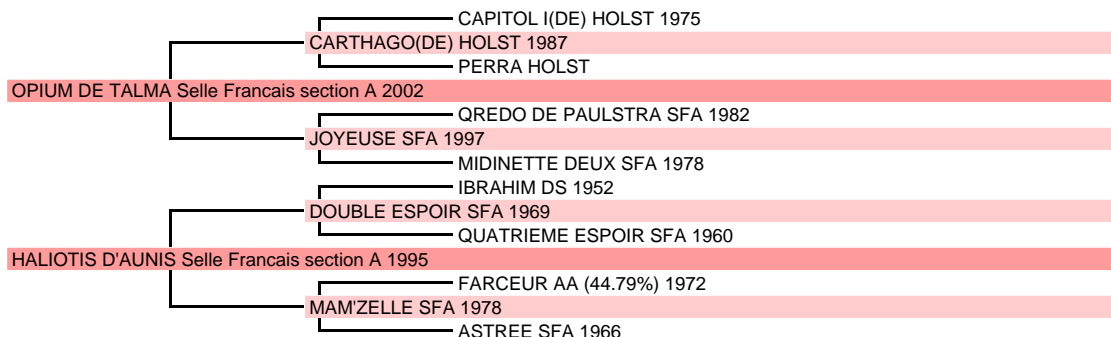 CAPITOL I(DE) HOLST 1975
CARTHAGO(DE) HOLST 1987
PERRA HOLST
OPIUM DE TALMA Selle Francais section A 2002
QREDO DE PAULSTRA SFA 1982
JOYEUSE SFA 1997
MIDINETTE DEUX SFA 1978
IBRAHIM DS 1952
DOUBLE ESPOIR SFA 1969
QUATRIEME ESPOIR SFA 1960
HALIOTIS D'AUNIS Selle Francais section A 1995
FARCEUR AA (44.79%) 1972
MAM'ZELLE SFA 1978
ASTREE SFA 1966